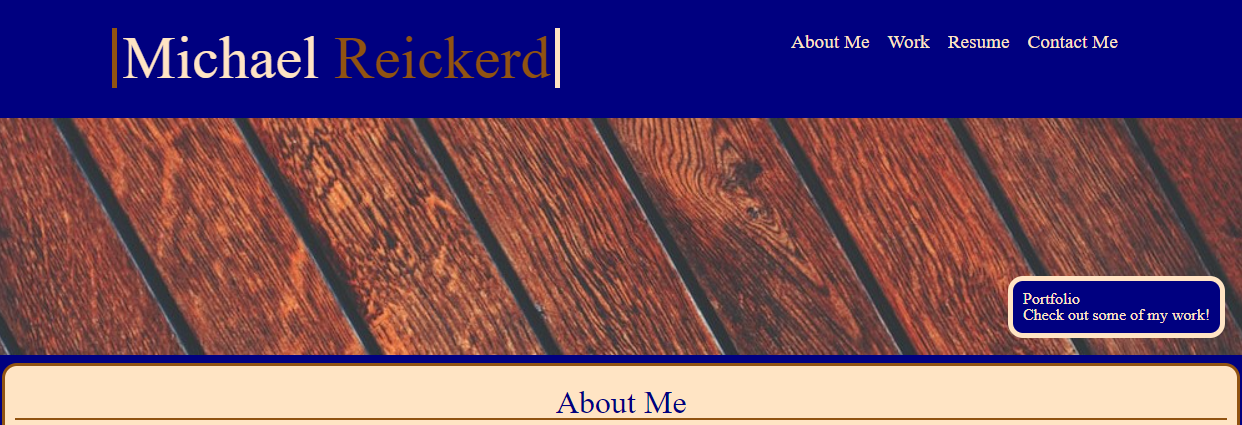 Michael Reickerd
About Me Work Resume Contact Me
Portfolio
Check out some of my work!
About Me